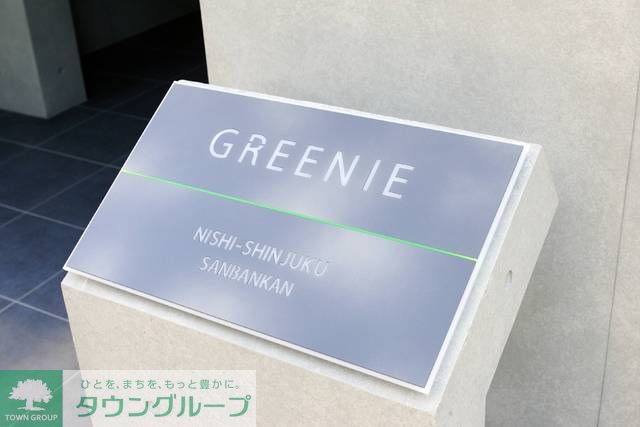 GREENIE
NISHI-SHINJUKU
SANBANKAN
ひとを、まちを、もっと豊かに。
TOWN GROUP
タウングループ